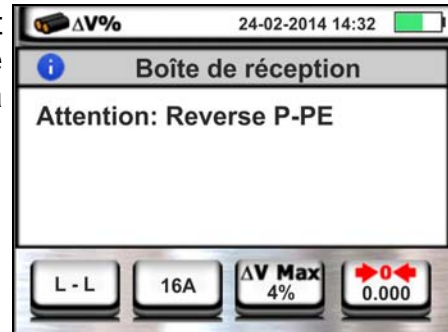 ΔV%
24-02-2014 14:32
Boîte de réception
Attention: Reverse P-PE
L - L
16A
ΔV Max
4%
0
0.000